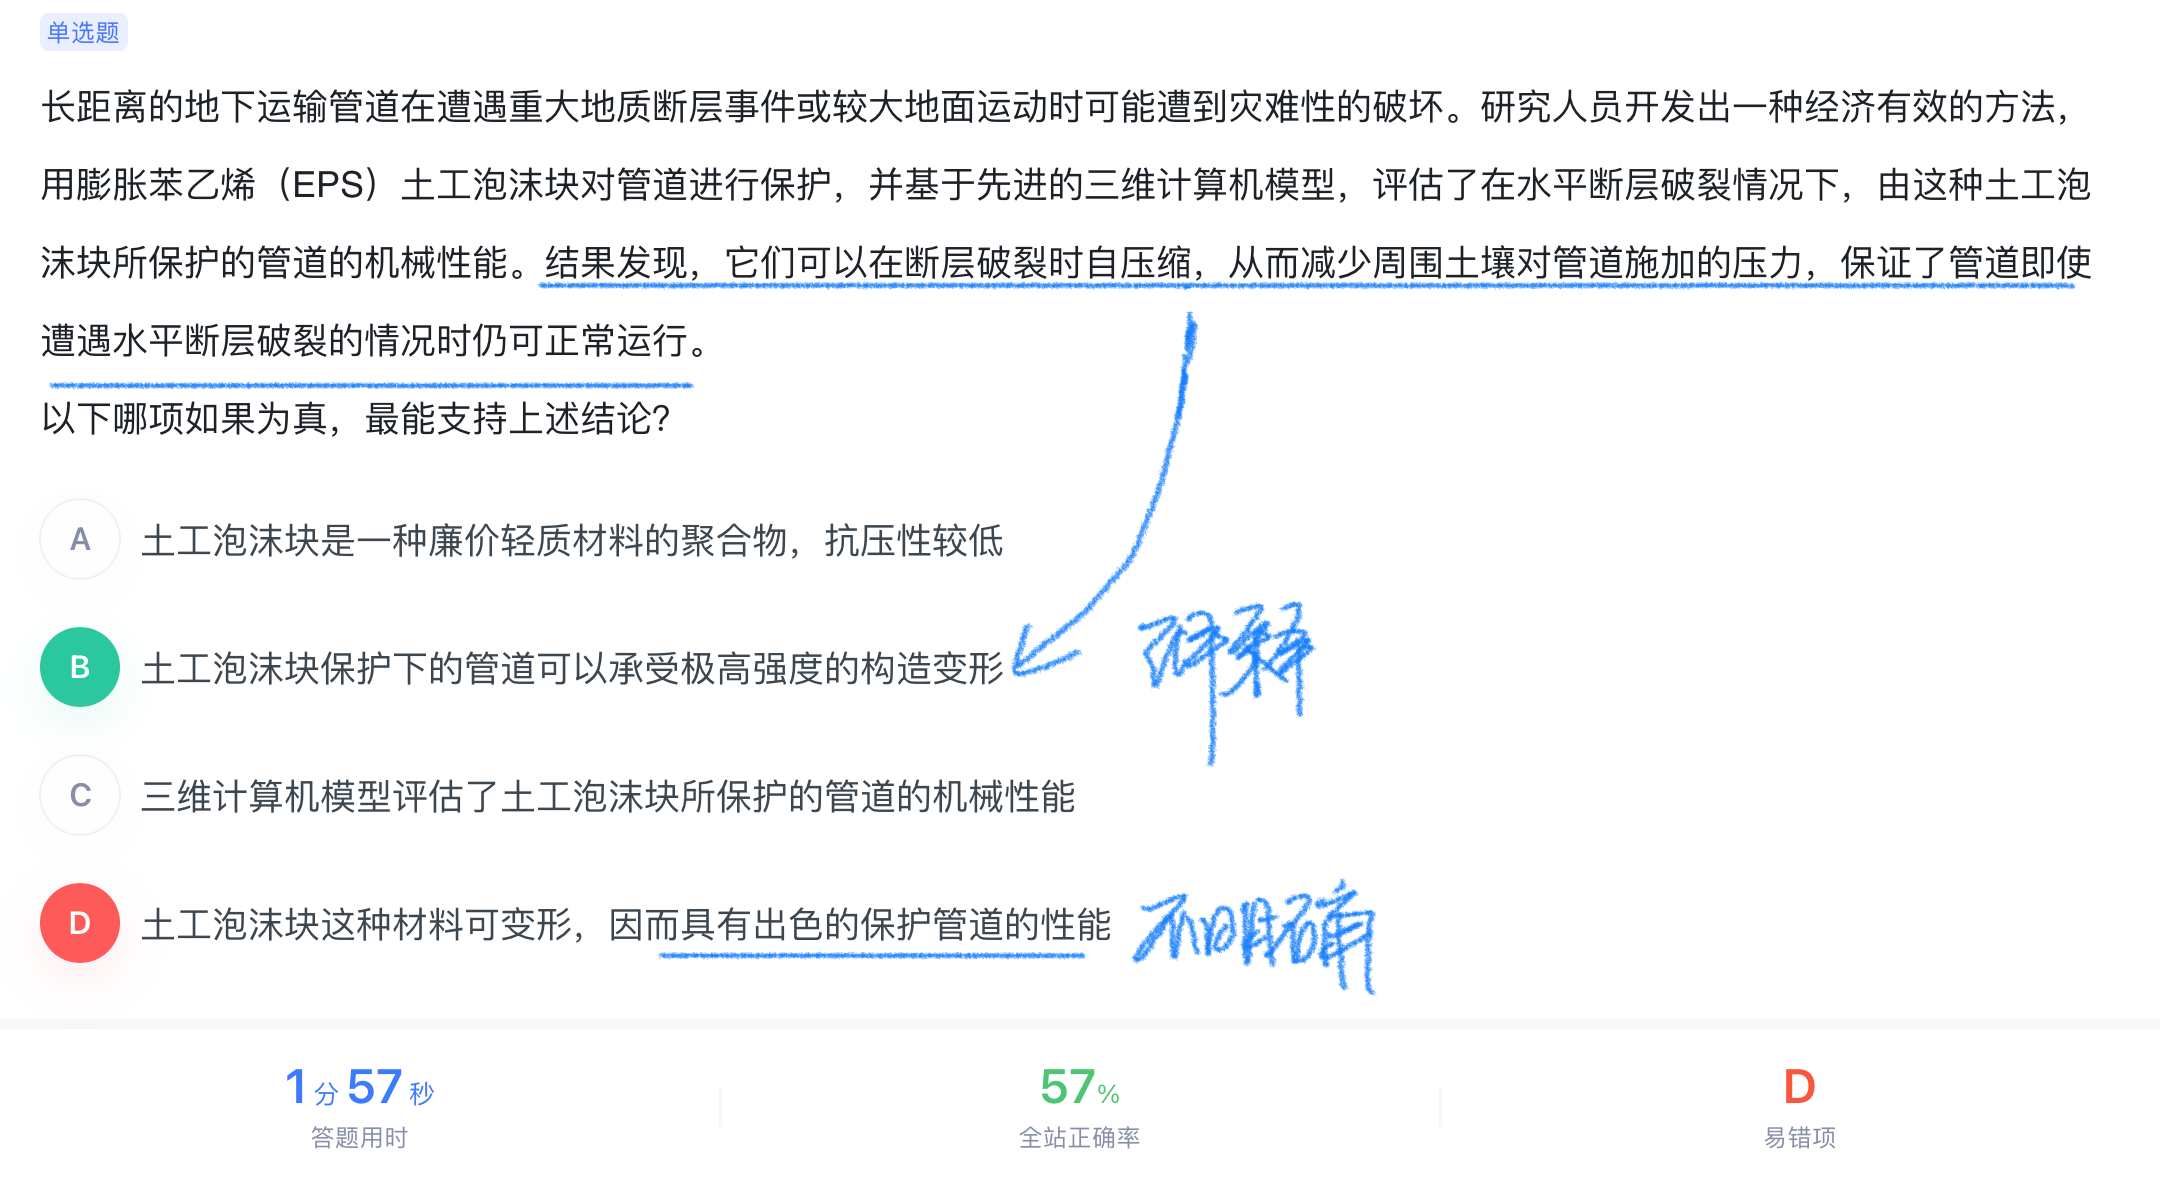 单选题
长距离的地下运输管道在遭遇重大地质断层事件或较大地面运动时可能遭到灾难性的破坏。研究人员开发出一种经济有效的方法，
用膨胀苯乙烯（EPS）土工泡沫块对管道进行保护，并基于先进的三维计算机模型，评估了在水平断层破裂情况下，由这种土工泡
沫块所保护的管道的机械性能。结果发现，它们可以在断层破裂时自压缩，从而减少周围土壤对管道施加的压力，保证了管道即使
遭遇水平断层破裂的情况时仍可正常运行。
以下哪项如果为真，最能支持上述结论？
A 土工泡沫块是一种廉价轻质材料的聚合物，抗压性较低
B 土工泡沫块保护下的管道可以承受极高强度的构造变形
解释
C 三维计算机模型评估了土工泡沫块所保护的管道的机械性能
D 土工泡沫块这种材料可变形，因而具有出色的保护管道的性能
不明确
1分57秒 57% D
答题用时 全站正确率 易错项